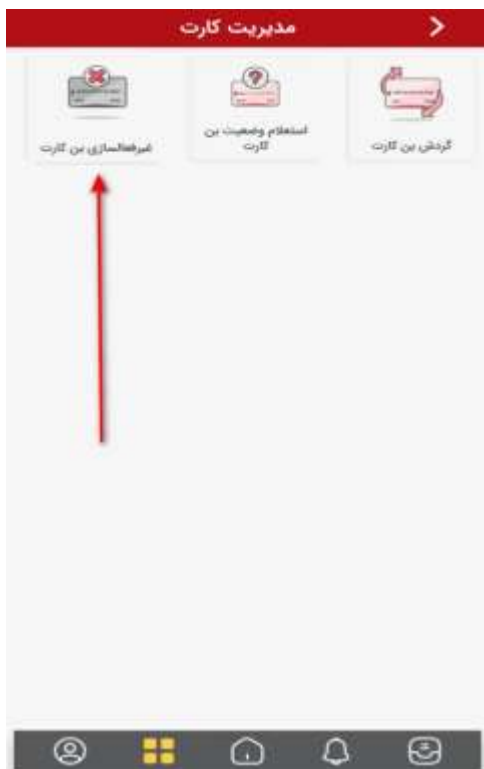 مدیریت کارت
گردش بن کارت
استعلام وضعیت بن
کارت
غیرفعالسازی بن کارت